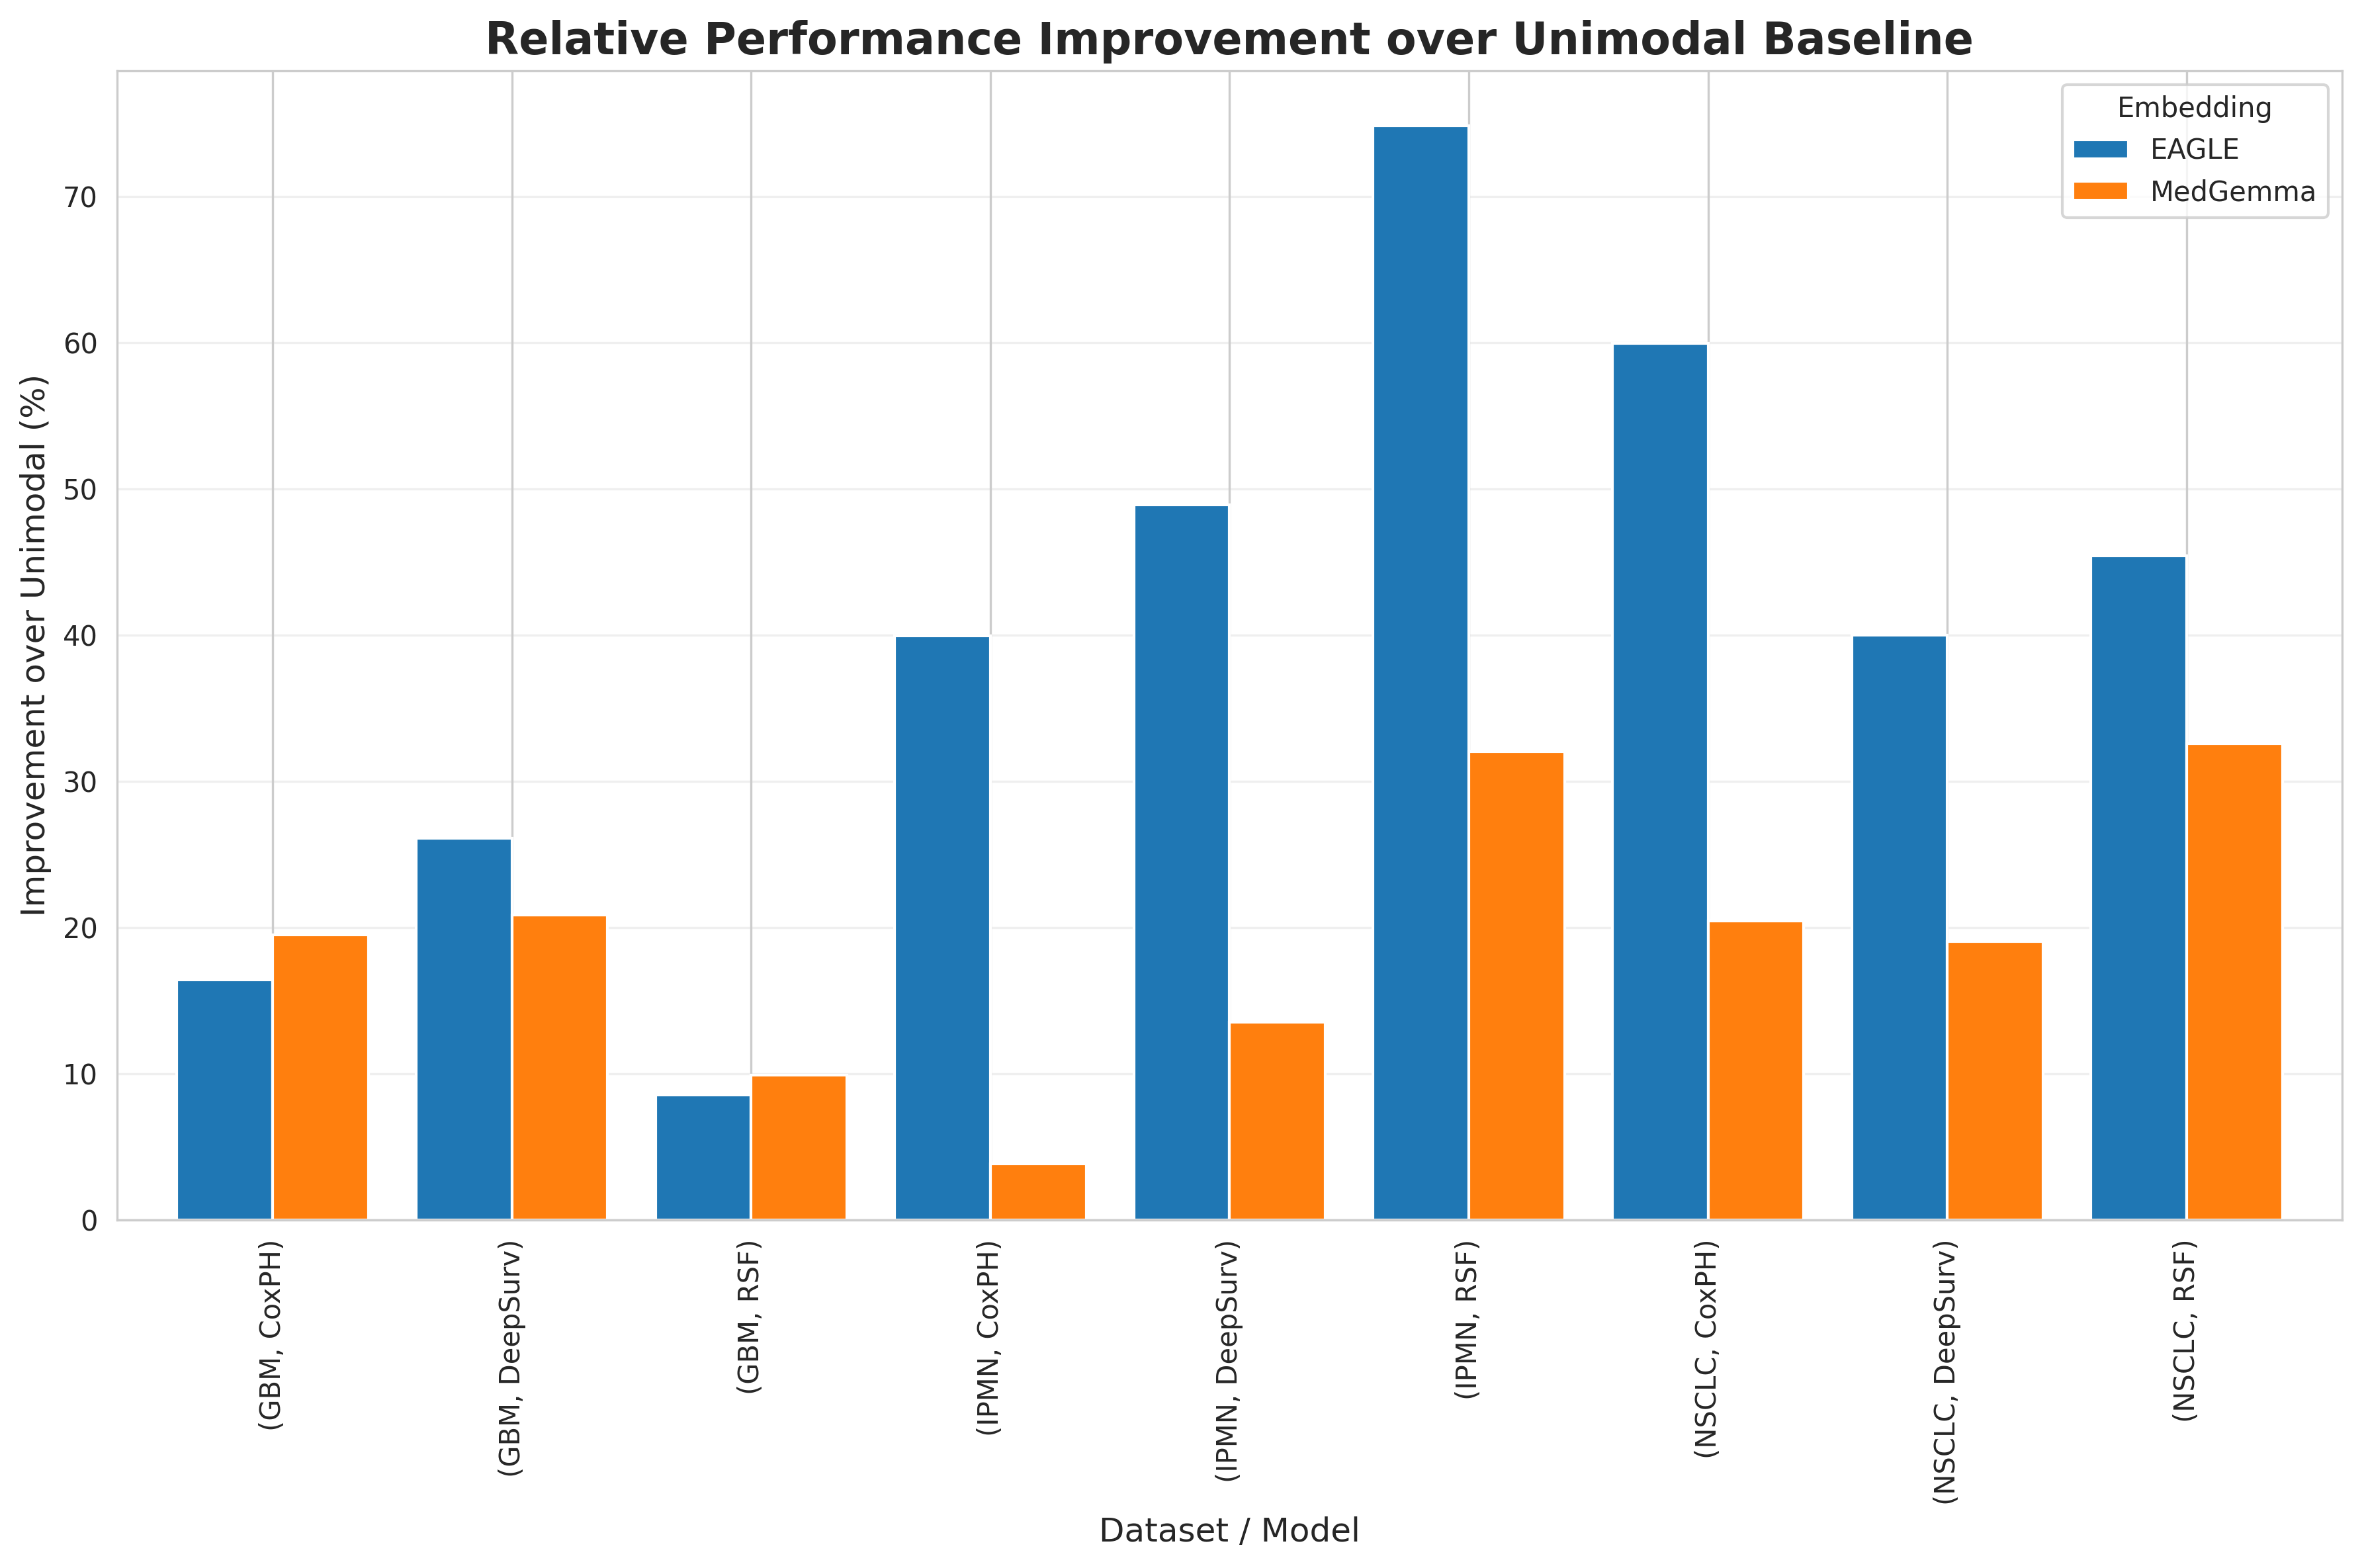 Relative Performance Improvement over Unimodal Baseline
Embedding
EAGLE
MedGemma
Improvement over Unimodal (%)
70
60
50
40
30
20
10
0
(GBM, CoxPH)
(GBM, DeepSurv)
(GBM, RSF)
(IPMN, CoxPH)
(IPMN, DeepSurv)
(IPMN, RSF)
(NSCLC, CoxPH)
(NSCLC, DeepSurv)
(NSCLC, RSF)
Dataset / Model